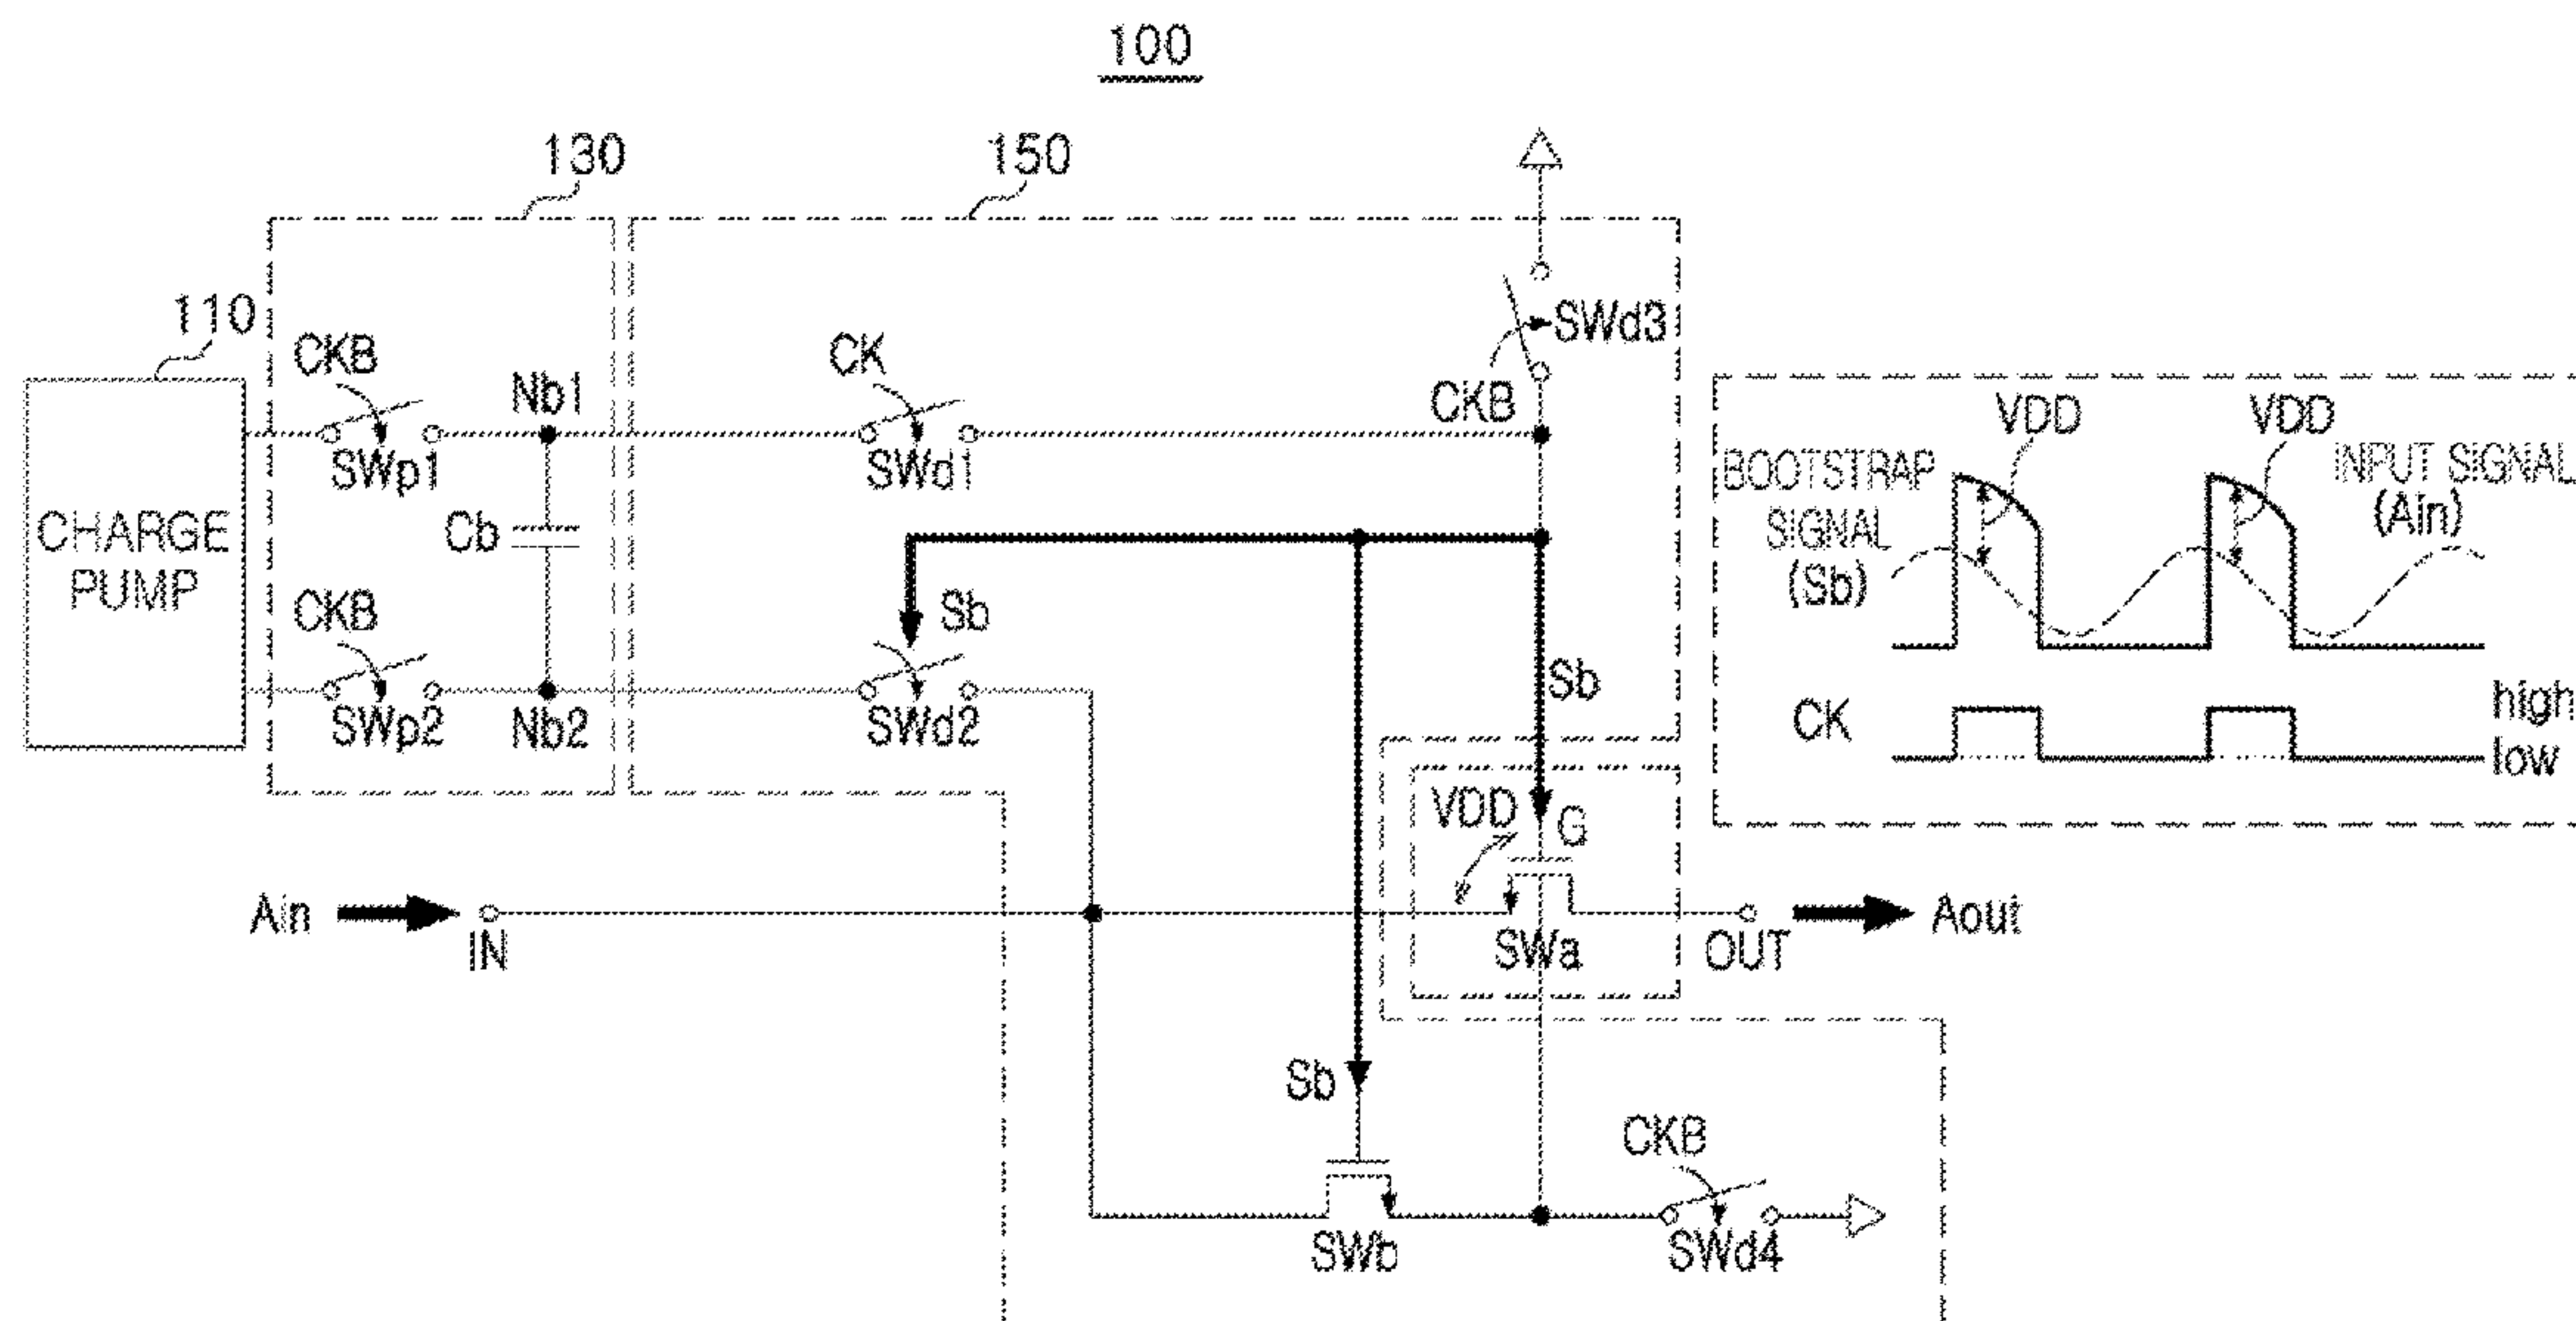 100
130
150
110
CKB
CK
SWd3
CKB
Nb1
SWp1
SWd1
CHARGE
PUMP
Cb
CKB
Sb
Sb
SWp2
Nb2
SWd2
VDD
VDD
BOOTSTRAP
SIGNAL
(Sb)
INPUT SIGNAL
(Ain)
CK
high
low
VDD
G
Ain
IN
SWa
OUT
Aout
Sb
CKB
SWb
SWd4